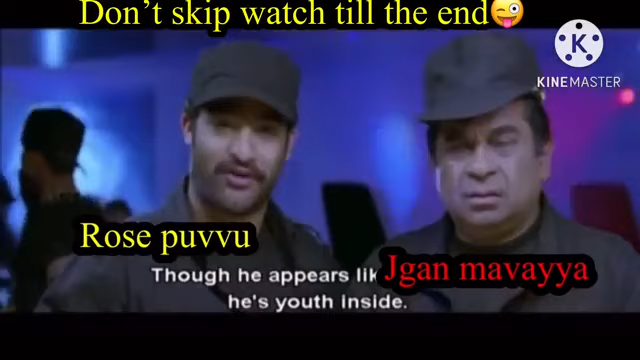 Don't skip watch till the end😜
KINEMASTER
Rose puvvu
Jgan mavayya
Though he appears lik
he's youth inside.